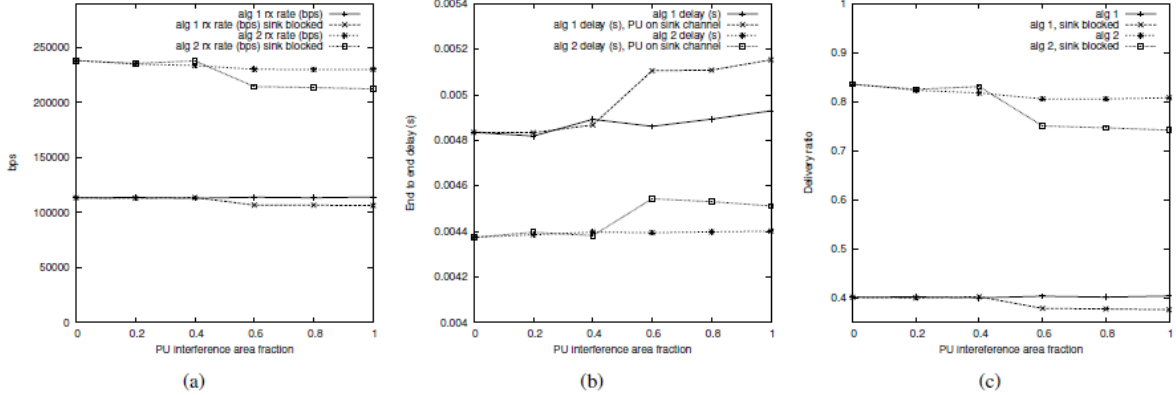 alg 1 rx rate (bps)
alg 1 rx rate (bps) sink blocked
alg 2 rx rate (bps)
alg 2 rx rate (bps) sink blocked
250000
200000
150000
100000
50000
0
bps
0 0.2 0.4 0.6 0.8 1
PU interference area fraction
(a)
alg 1 delay (s)
alg 1 delay (s), PU on sink channel
alg 2 delay (s)
alg 2 delay (s), PU on sink channel
0.0054
0.0052
0.005
0.0048
0.0046
0.0044
0.0042
0.004
End to end delay (s)
0 0.2 0.4 0.6 0.8 1
PU interefererence area fraction
(b)
alg 1
alg 1, sink blocked
alg 2
alg 2, sink blocked
1
0.9
0.8
0.7
0.6
0.5
0.4
Delivery ratio
0 0.2 0.4 0.6 0.8 1
PU interference area fraction
(c)